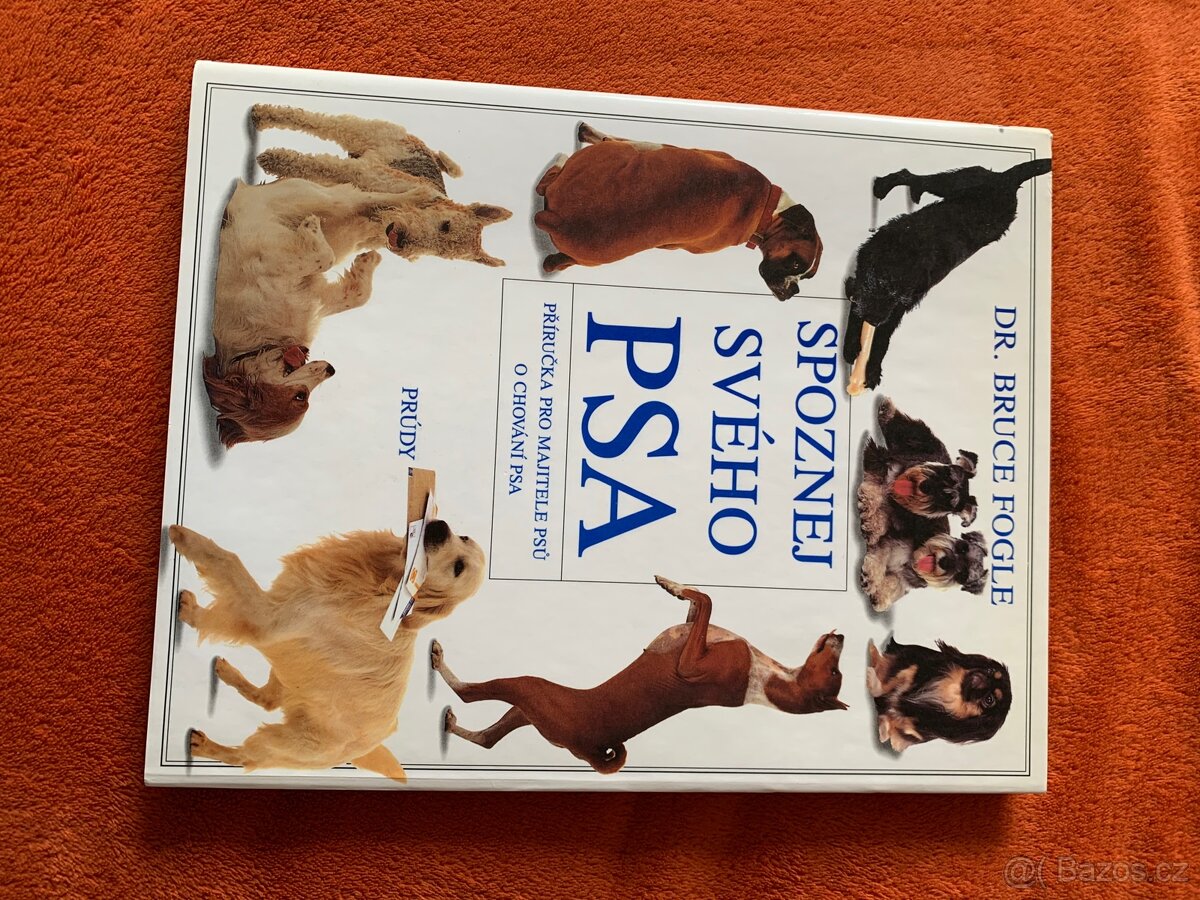 DR. BRUCE FOGLE
SPOZNEJ
SVÉHO
PSA
PŘÍRUČKA PRO MAJITELE PSŮ
O CHOVÁNÍ PSA
PRÚDY
@( Bazos.cz